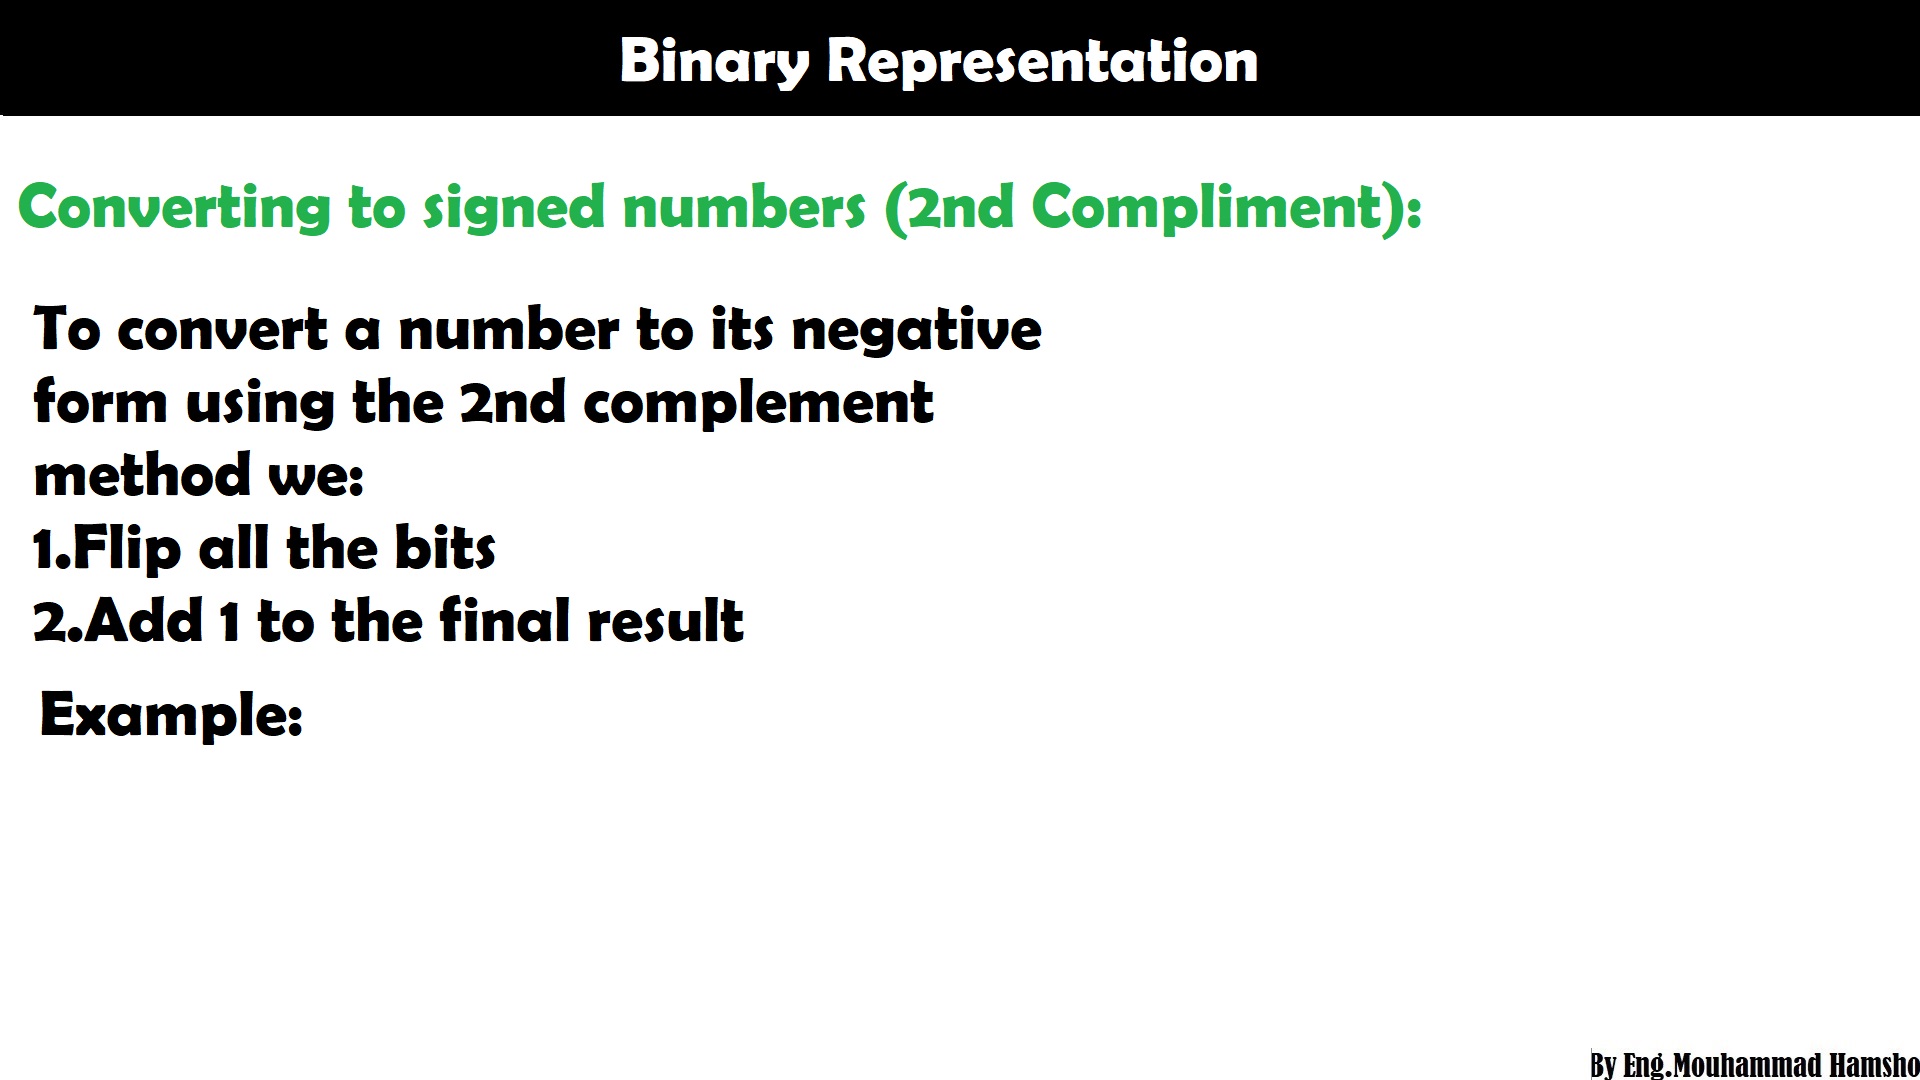 Binary Representation
Converting to signed numbers (2nd Compliment):
To convert a number to its negative
form using the 2nd complement
method we:
1.Flip all the bits
2.Add 1 to the final result
Example:
By Eng.Mouhammad Hamsho